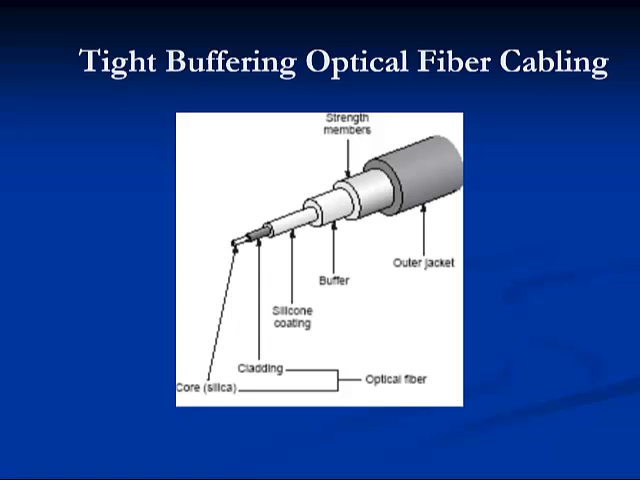 Tight Buffering Optical Fiber Cabling
Strength
members
Outer jacket
Buffer
Silicone
coating
Cladding
Optical fiber
Core (silica)